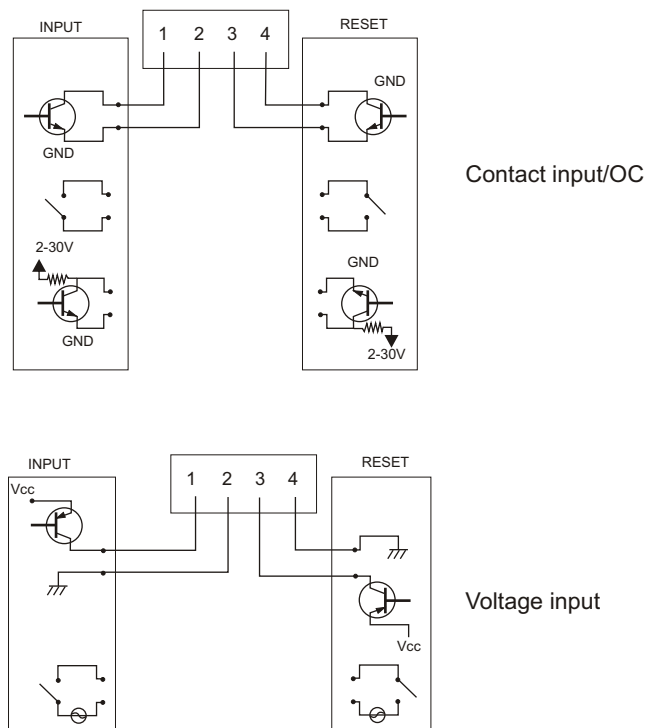 INPUT
1 2 3 4
RESET
GND
GND
Contact input/OC
2-30V
GND
GND
2-30V
INPUT
1 2 3 4
RESET
Vcc
Voltage input
Vcc